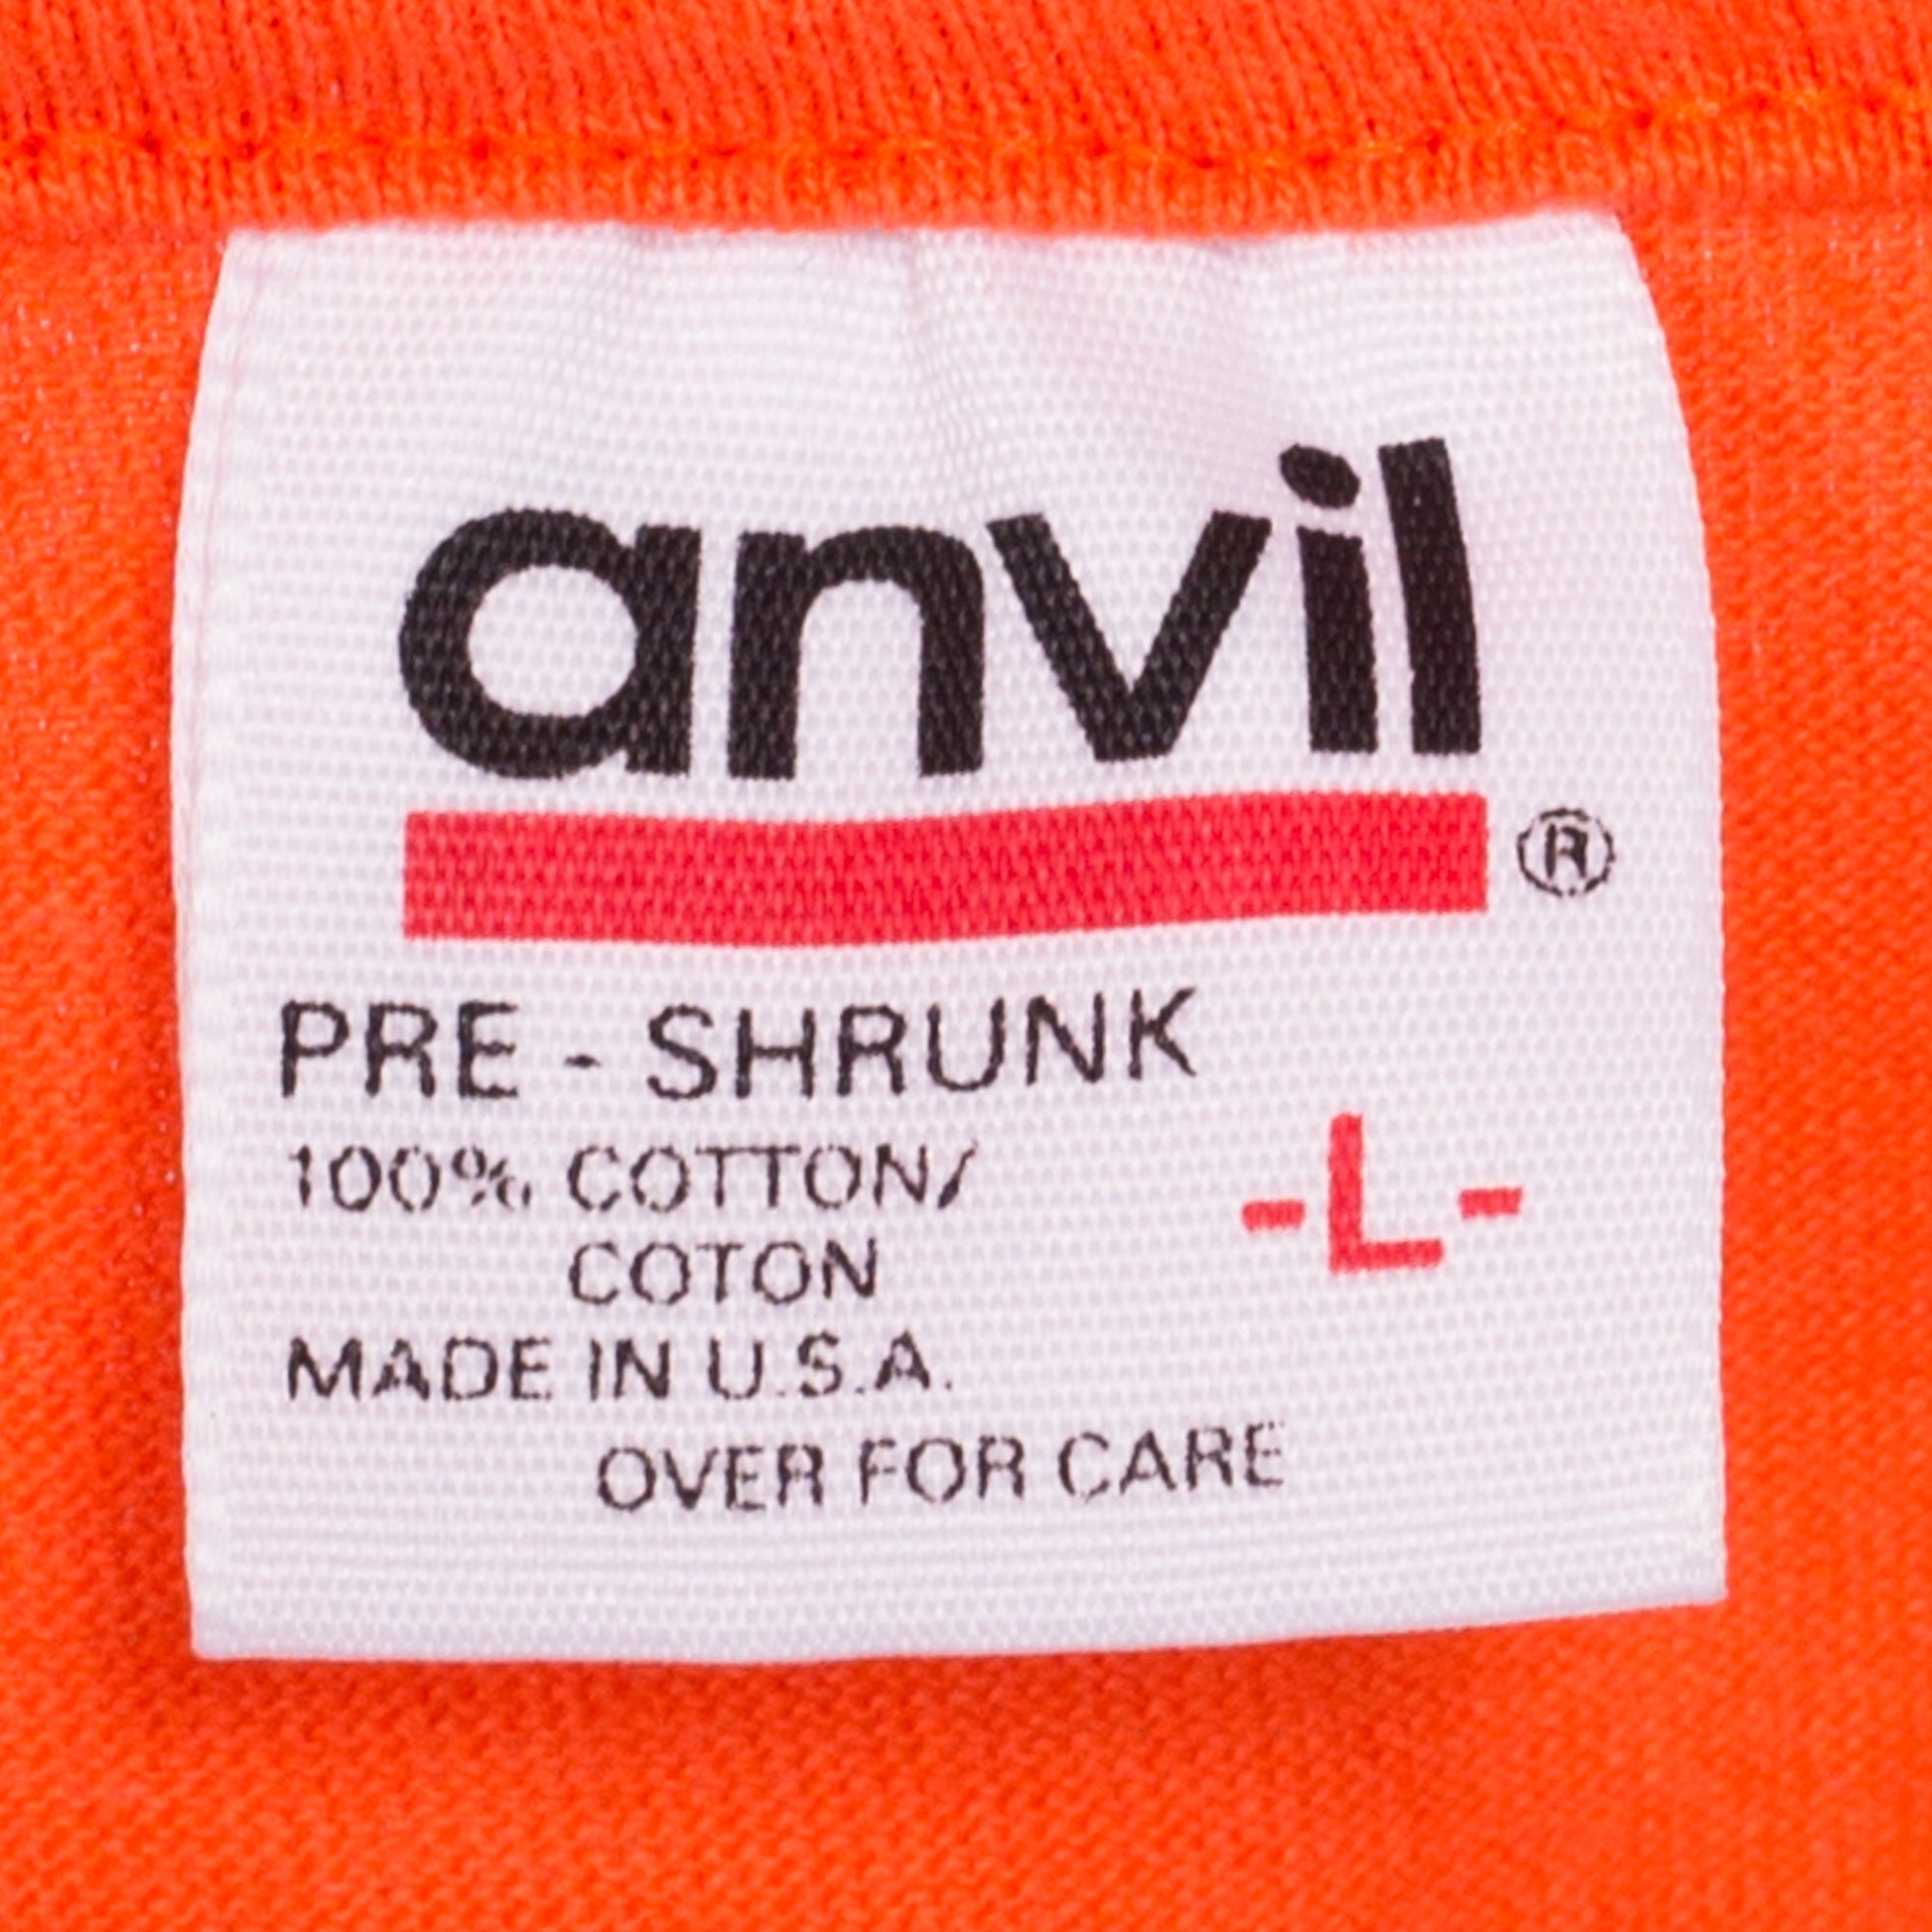 anvil
®
PRE - SHRUNK
100% COTTON/
COTON
-L-
MADE IN U.S.A.
OVER FOR CARE